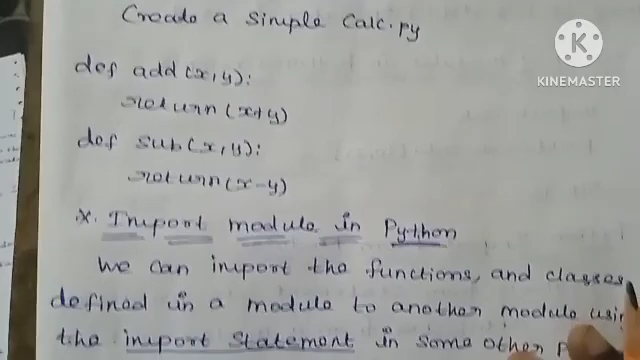 Create a simple Calc.py
K
KINEMASTER
def add(x,y):
return(x+y)
def sub(x,y):
return(x-y)
x. Import module in Python
We can import the functions, and classes
defined in a module to another module
the import statement in some other